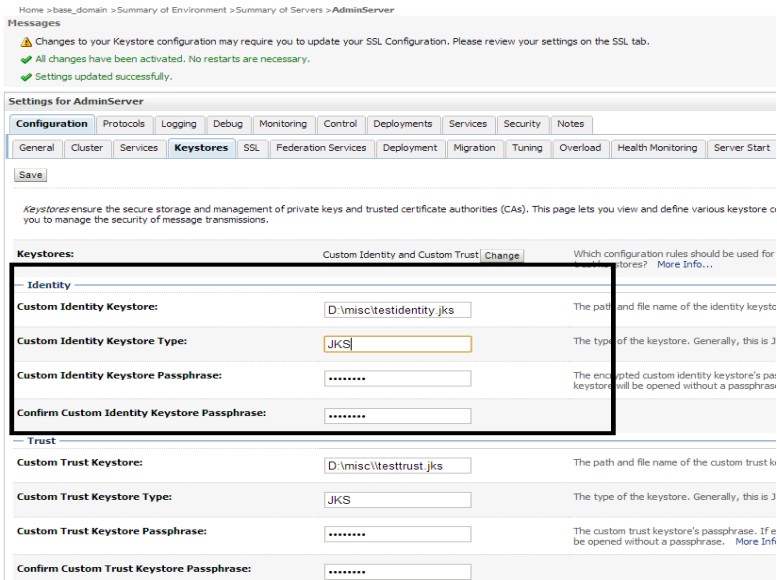 Home >base_domain >Summary of Environment >Summary of Servers >AdminServer
Messages
Changes to your Keystore configuration may require you to update your SSL Configuration. Please review your settings on the SSL tab.
All changes have been activated. No restarts are necessary.
Settings updated successfully.
Settings for AdminServer
Configuration Protocols Logging Debug Monitoring Control Deployments Services Security Notes
General Cluster Services Keystores SSL Federation Services Deployment Migration Tuning Overload Health Monitoring Server Start
Save
Keystores ensure the secure storage and management of private keys and trusted certificate authorities (CAs). This page lets you view and define various keystore
you to manage the security of message transmissions.
Keystores: Custom Identity and Custom Trust Change Which configuration rules should be used for
stores? More Info...
Identity
Custom Identity Keystore: D:\misc\testidentity.jks The path and file name of the identity
Custom Identity Keystore Type: JKS The type of the keystore. Generally, this is
Custom Identity Keystore Passphrase: •••••••• The encrypted custom identity keystore's
keystore will be opened without a
Confirm Custom Identity Keystore Passphrase: ••••••••
Trust
Custom Trust Keystore: D:\misc\\testtrust.jks The path and file name of the custom trust
Custom Trust Keystore Type: JKS The type of the keystore. Generally, this is
Custom Trust Keystore Passphrase: •••••••• The custom trust keystore's passphrase. If
be opened without a passphrase. More
Confirm Custom Trust Keystore Passphrase: ••••••••